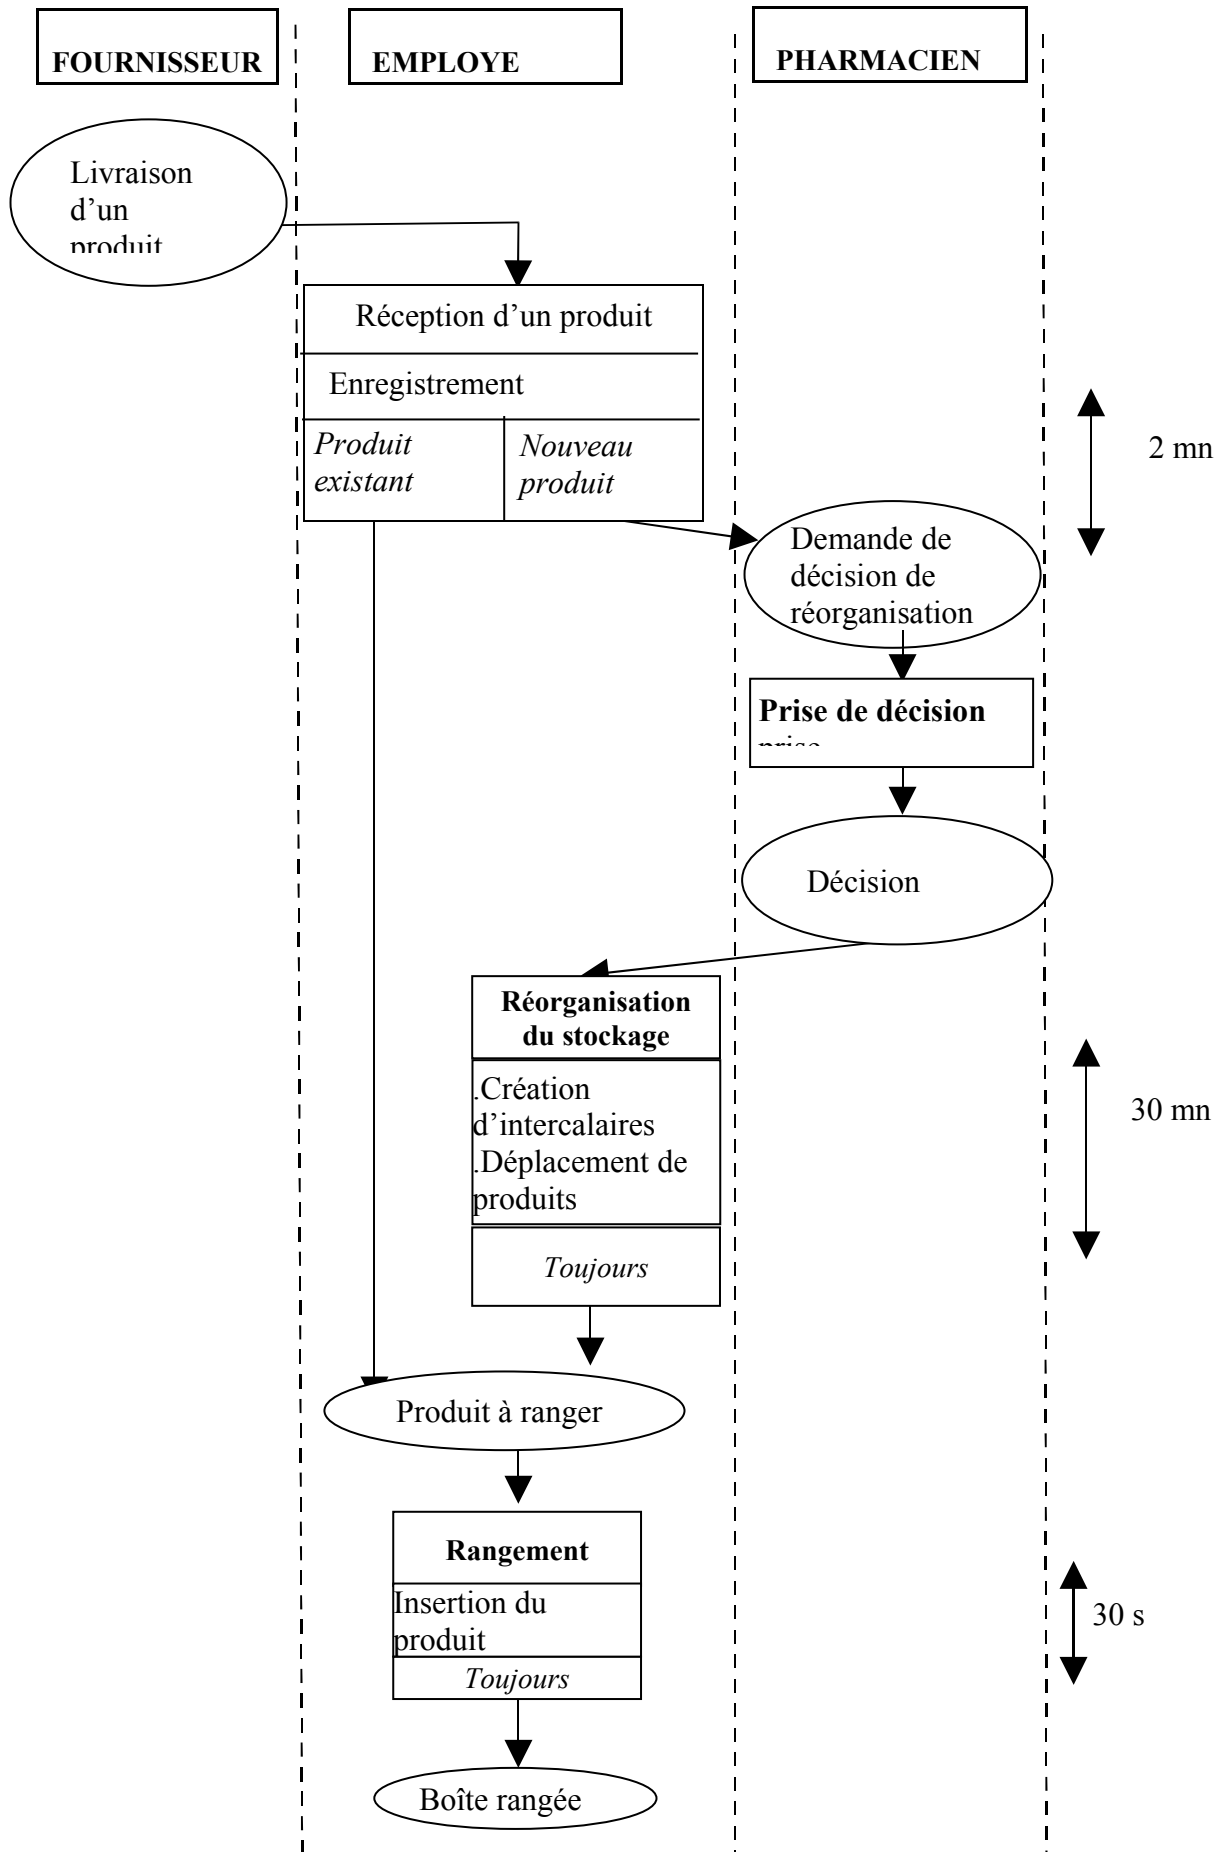 FOURNISSEUR
EMPLOYE
PHARMACIEN
Livraison
d’un
produit
Réception d’un produit
Enregistrement
Produit
existant
Nouveau
produit
2 mn
Demande de
décision de
réorganisation
Prise de décision
prise
Décision
Réorganisation
du stockage
.Création
d’intercalaires
.Déplacement de
produits
Toujours
30 mn
Produit à ranger
Rangement
Insertion du
produit
Toujours
30 s
Boîte rangée